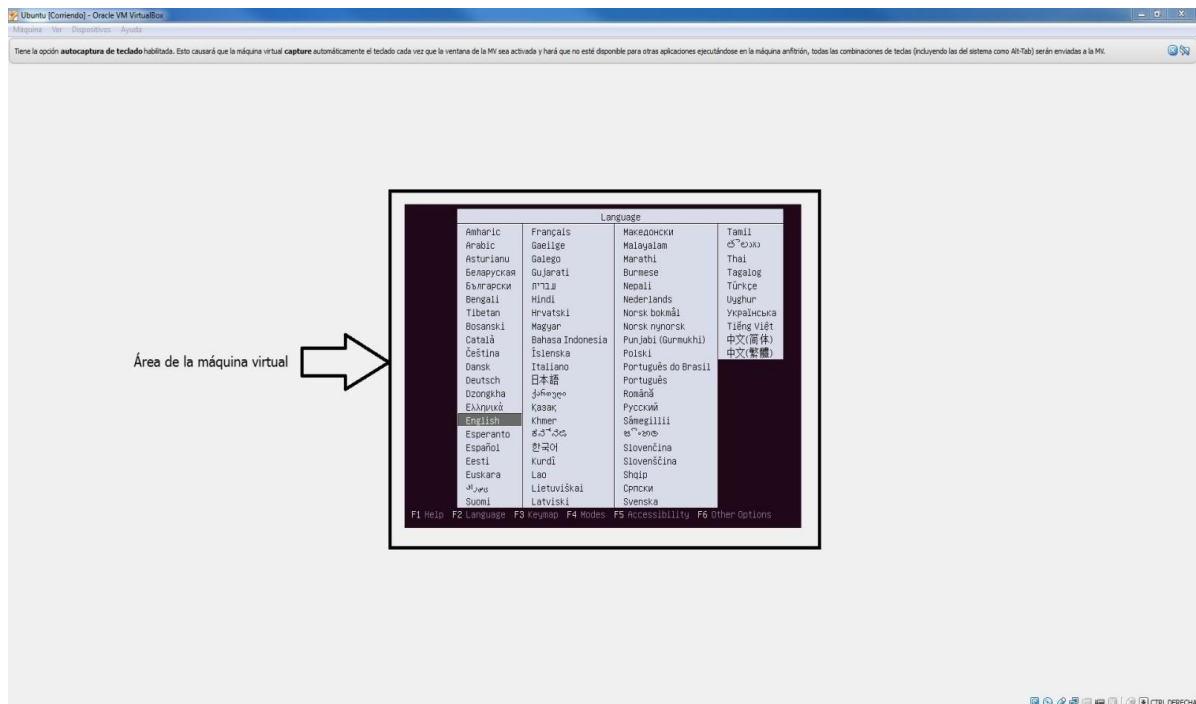 Ubuntu [Corriendo] - Oracle VM VirtualBox
Máquina Ver Dispositivos Ayuda
Tiene la opción autocaptura de teclado habilitada. Esto causará que la máquina virtual capture automáticamente el teclado cada vez que la ventana de la MV sea activada y hará que no esté disponible para otras aplicaciones ejecutándose en la máquina anfitrión, todas las combinaciones de teclas (incluyendo las del sistema como Alt-Tab) serán enviadas a la MV.
Área de la máquina virtual
Language
Amharic
Arabic
Asturianu
Беларуская
Български
Bengali
Tibetan
Bosanski
Català
Čeština
Dansk
Deutsch
Dzongkha
Ελληνικά
English
Esperanto
Español
Eesti
Euskara
Suomi
Français
Gaeilge
Galego
Gujarati
עברית
Hindi
Hrvatski
Magyar
Bahasa Indonesia
Íslenska
Italiano
日本語
ქართული
Қазақ
Khmer
한국어
Kurdî
Lao
Lietuviškai
Latviski
Македонски
Malayalam
Marathi
Burmese
Nepali
Nederlands
Norsk bokmål
Norsk nynorsk
Punjabi (Gurmukhi)
Polski
Português do Brasil
Português
Română
Русский
Sámegillii
Slovenčina
Slovenščina
Shqip
Српски
Svenska
Tamil
Thai
Tagalog
Türkçe
Uyghur
Українська
Tiếng Việt
中文(简体)
中文(繁體)
F1 Help F2 Language F3 Keymap F4 Modes F5 Accessibility F6 Other Options
CTRL DERECHA